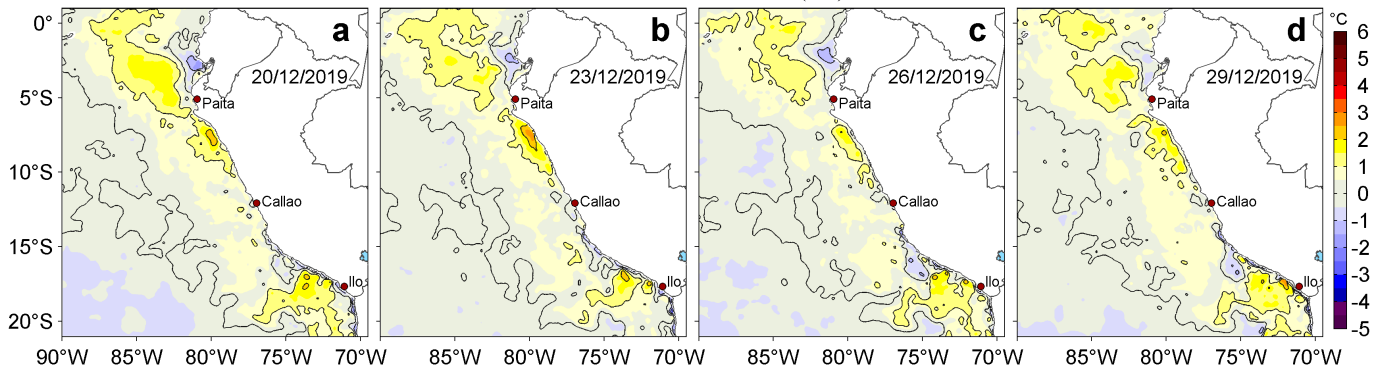 a
b
c
d
20/12/2019
23/12/2019
26/12/2019
29/12/2019
0°
5°S
10°S
15°S
20°S
Paita
Callao
Ilo
Paita
Callao
Ilo
Paita
Callao
Ilo
Paita
Callao
Ilo
90°W
85°W
80°W
75°W
70°W
85°W
80°W
75°W
70°W
85°W
80°W
75°W
70°W
85°W
80°W
75°W
70°W
°C
6
5
4
3
2
1
0
-1
-2
-3
-4
-5